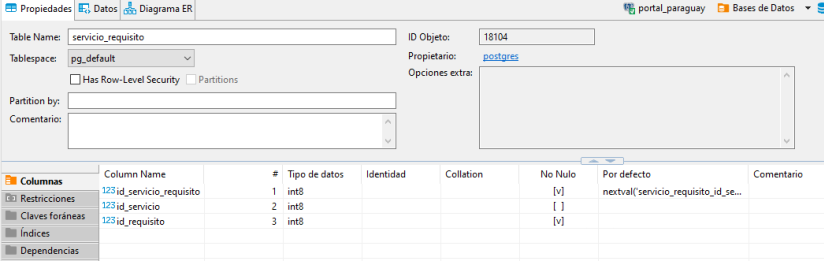 Propiedades Datos Diagrama ER portal_paraguay Bases de Datos
Table Name: servicio_requisito ID Objeto: 18104
Tablespace: pg_default Propietario: postgres
Has Row-Level Security Partitions Opciones extra:
Partition by:
Comentario:
Column Name # Tipo de datos Identidad Collation No Nulo Por defecto Comentario
Columnas
Restricciones
Claves foráneas
Índices
Dependencias
123 id_servicio_requisito 1 int8 [v] nextval('servicio_requisito_id_se...
123 id_servicio 2 int8 [ ]
123 id_requisito 3 int8 [v]